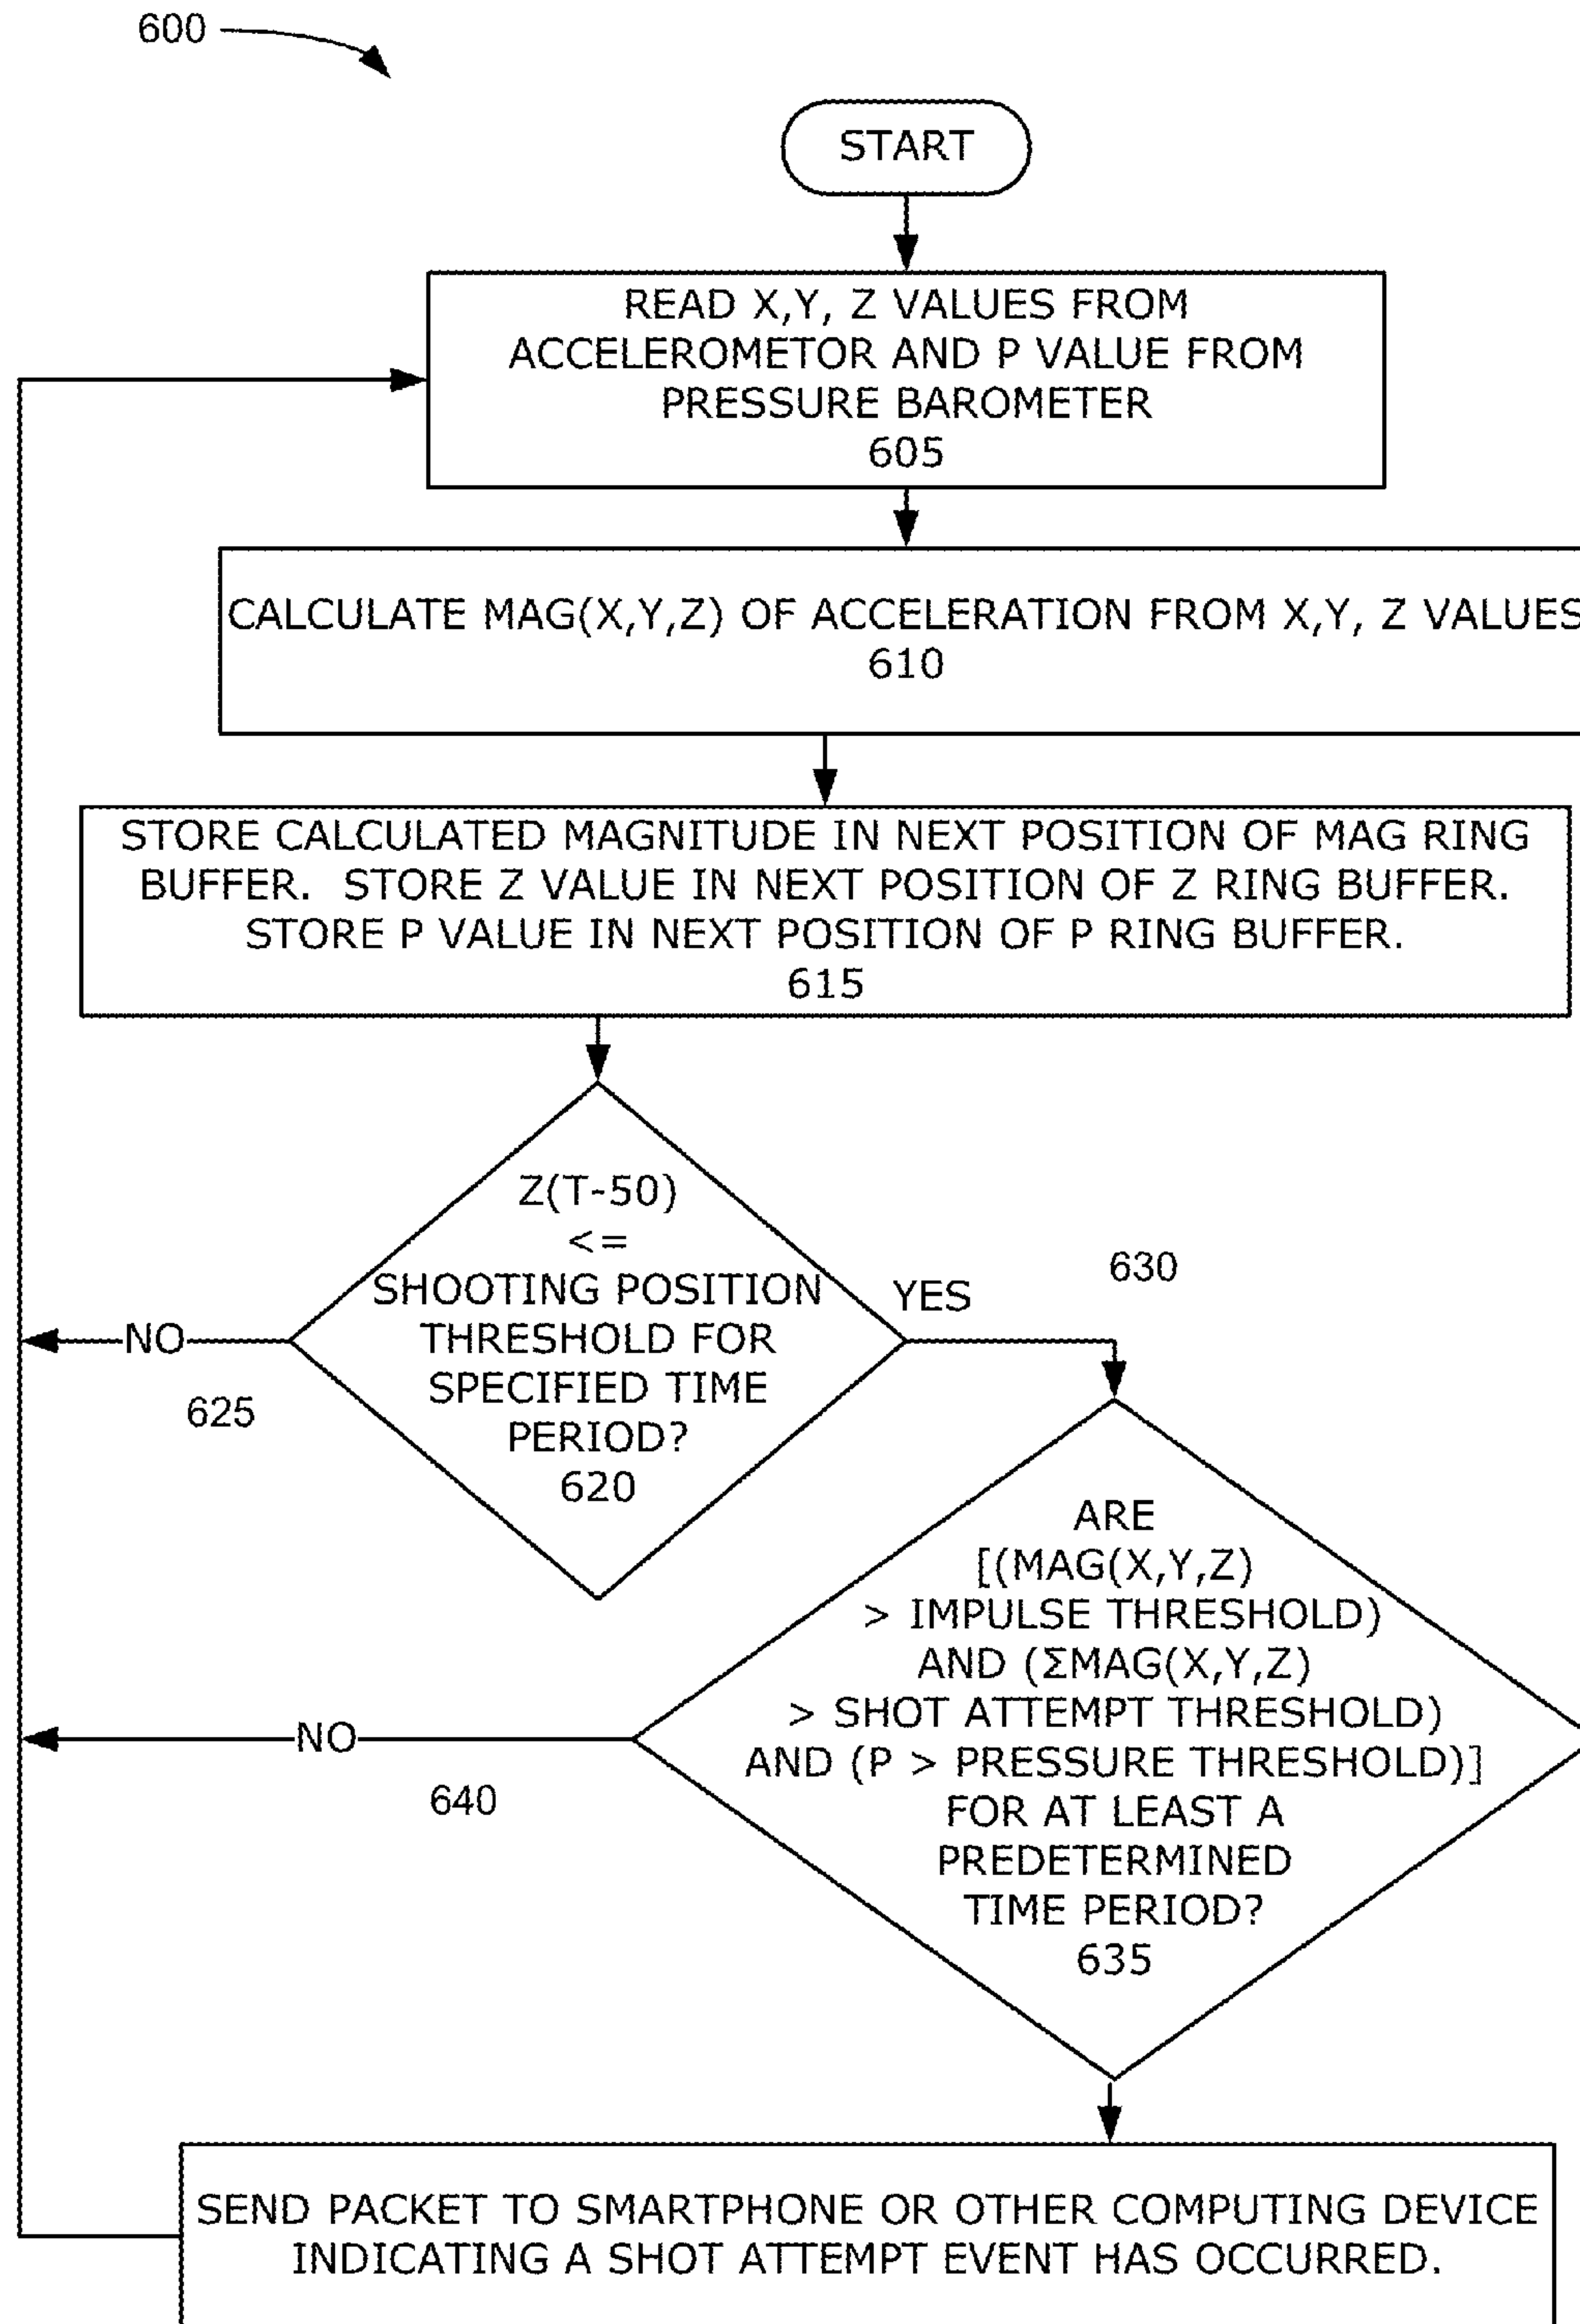 600
START
READ X,Y, Z VALUES FROM
ACCELEROMETOR AND P VALUE FROM
PRESSURE BAROMETER
605
CALCULATE MAG(X,Y,Z) OF ACCELERATION FROM X,Y, Z VALUES
610
STORE CALCULATED MAGNITUDE IN NEXT POSITION OF MAG RING
BUFFER. STORE Z VALUE IN NEXT POSITION OF Z RING BUFFER.
STORE P VALUE IN NEXT POSITION OF P RING BUFFER.
615
Z(T-50)
<=
SHOOTING POSITION
THRESHOLD FOR
SPECIFIED TIME
PERIOD?
620
NO
625
YES
630
ARE
[(MAG(X,Y,Z)
> IMPULSE THRESHOLD)
AND (ΣMAG(X,Y,Z)
> SHOT ATTEMPT THRESHOLD)
AND (P > PRESSURE THRESHOLD)]
FOR AT LEAST A
PREDETERMINED
TIME PERIOD?
635
NO
640
SEND PACKET TO SMARTPHONE OR OTHER COMPUTING DEVICE
INDICATING A SHOT ATTEMPT EVENT HAS OCCURRED.